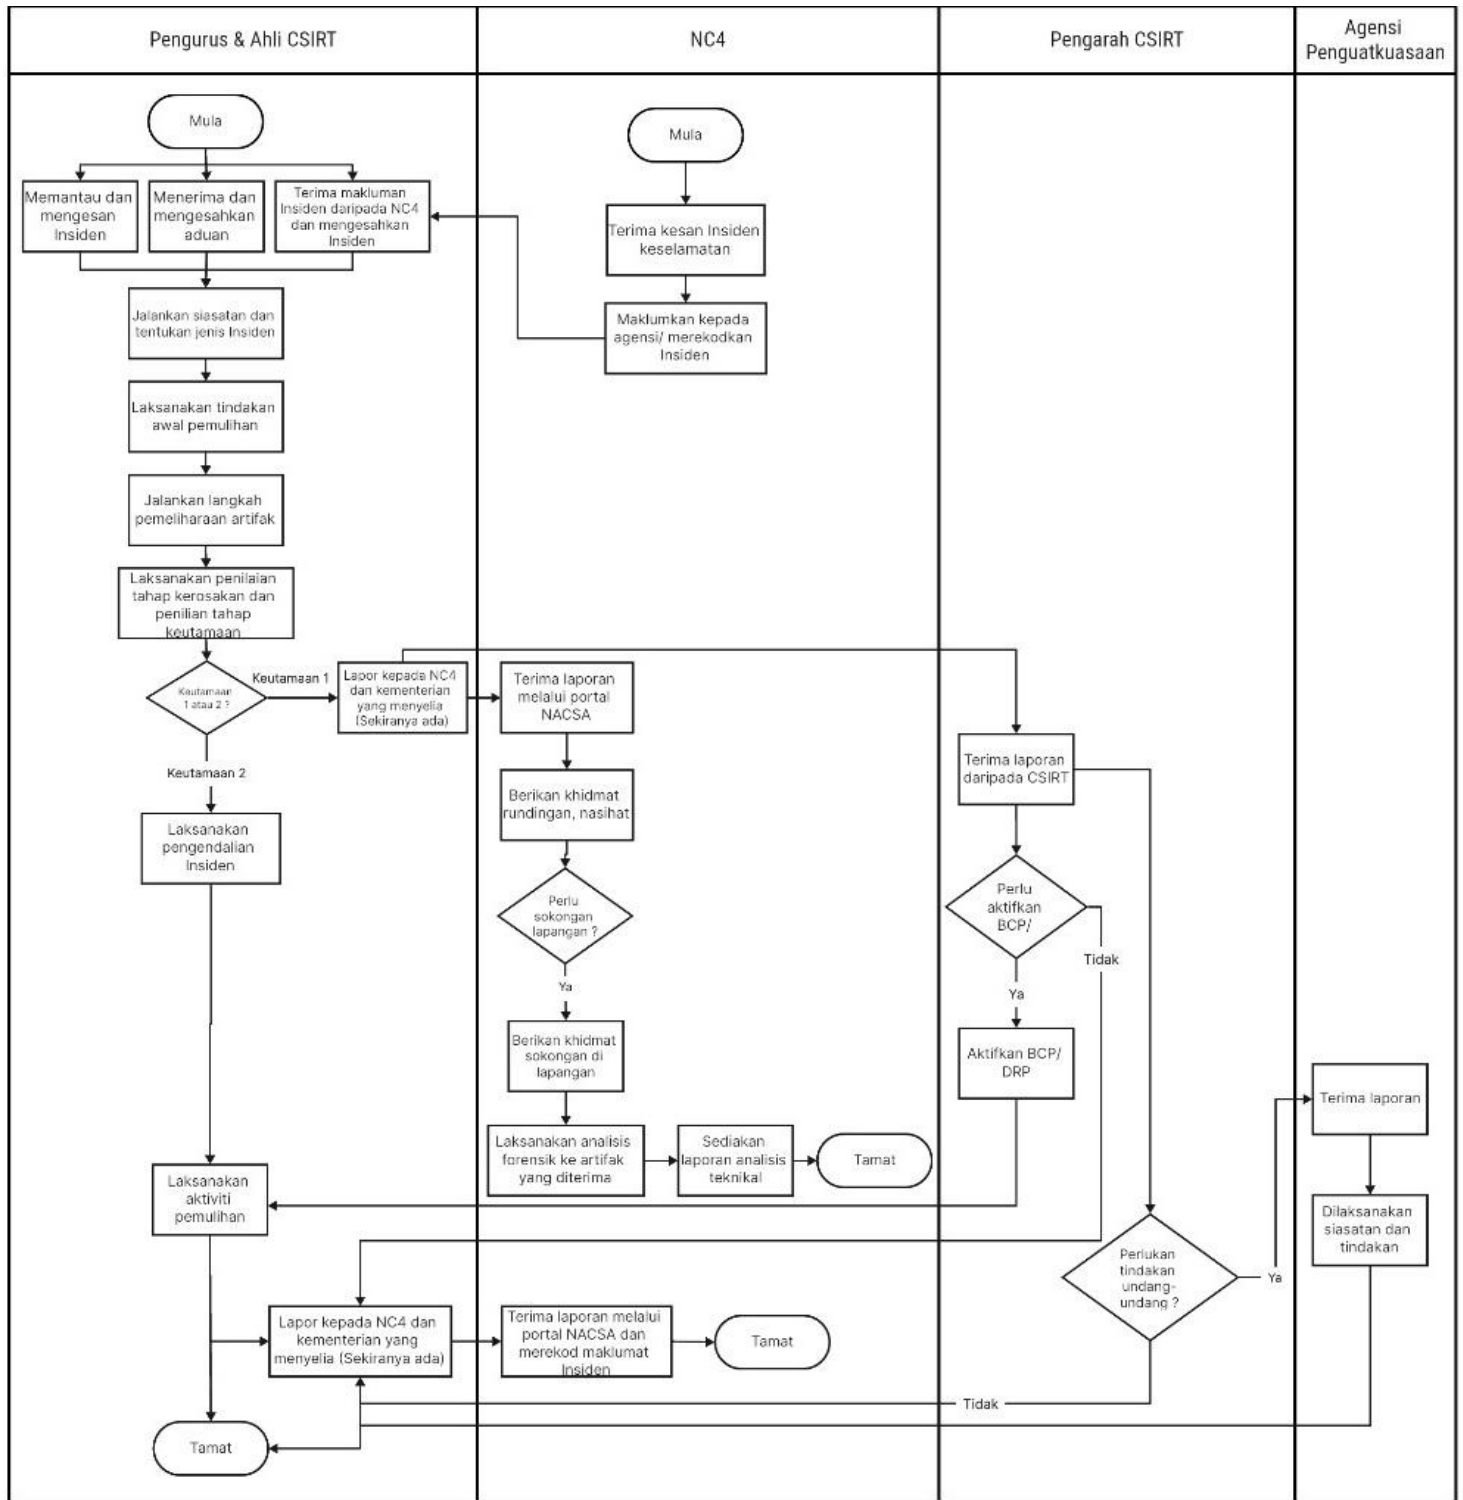 Pengurus & Ahli CSIRT
NC4
Pengarah CSIRT
Agensi
Penguatkuasaan
Mula
Memantau dan
mengesan
Insiden
Menerima dan
mengesahkan
aduan
Terima makluman
Insiden daripada NC4
dan mengesahkan
Insiden
Jalankan siasatan dan
tentukan jenis Insiden
Laksanakan tindakan
awal pemulihan
Jalankan langkah
pemeliharaan artifak
Laksanakan penilaian
tahap kerosakan dan
penilian tahap
keutamaan
Keutamaan
1 atau 2 ?
Keutamaan 1
Lapor kepada NC4
dan kementerian
yang menyelia
(Sekiranya ada)
Keutamaan 2
Laksanakan
pengendalian
Insiden
Laksanakan
aktiviti
pemulihan
Lapor kepada NC4 dan
kementerian yang
menyelia (Sekiranya ada)
Tamat
Mula
Terima kesan Insiden
keselamatan
Maklumkan kepada
agensi/ merekodkan
Insiden
Terima laporan
melalui portal
NACSA
Berikan khidmat
rundingan, nasihat
Perlu
sokongan
lapangan ?
Ya
Berikan khidmat
sokongan di
lapangan
Laksanakan analisis
forensik ke artifak
yang diterima
Sediakan
laporan analisis
teknikal
Tamat
Terima laporan melalui
portal NACSA dan
merekod maklumat
Insiden
Tamat
Terima laporan
daripada CSIRT
Perlu
aktifkan
BCP/
Tidak
Ya
Aktifkan BCP/
DRP
Perlukan
tindakan
undang-
undang ?
Ya
Tidak
Terima laporan
Dilaksanakan
siasatan dan
tindakan